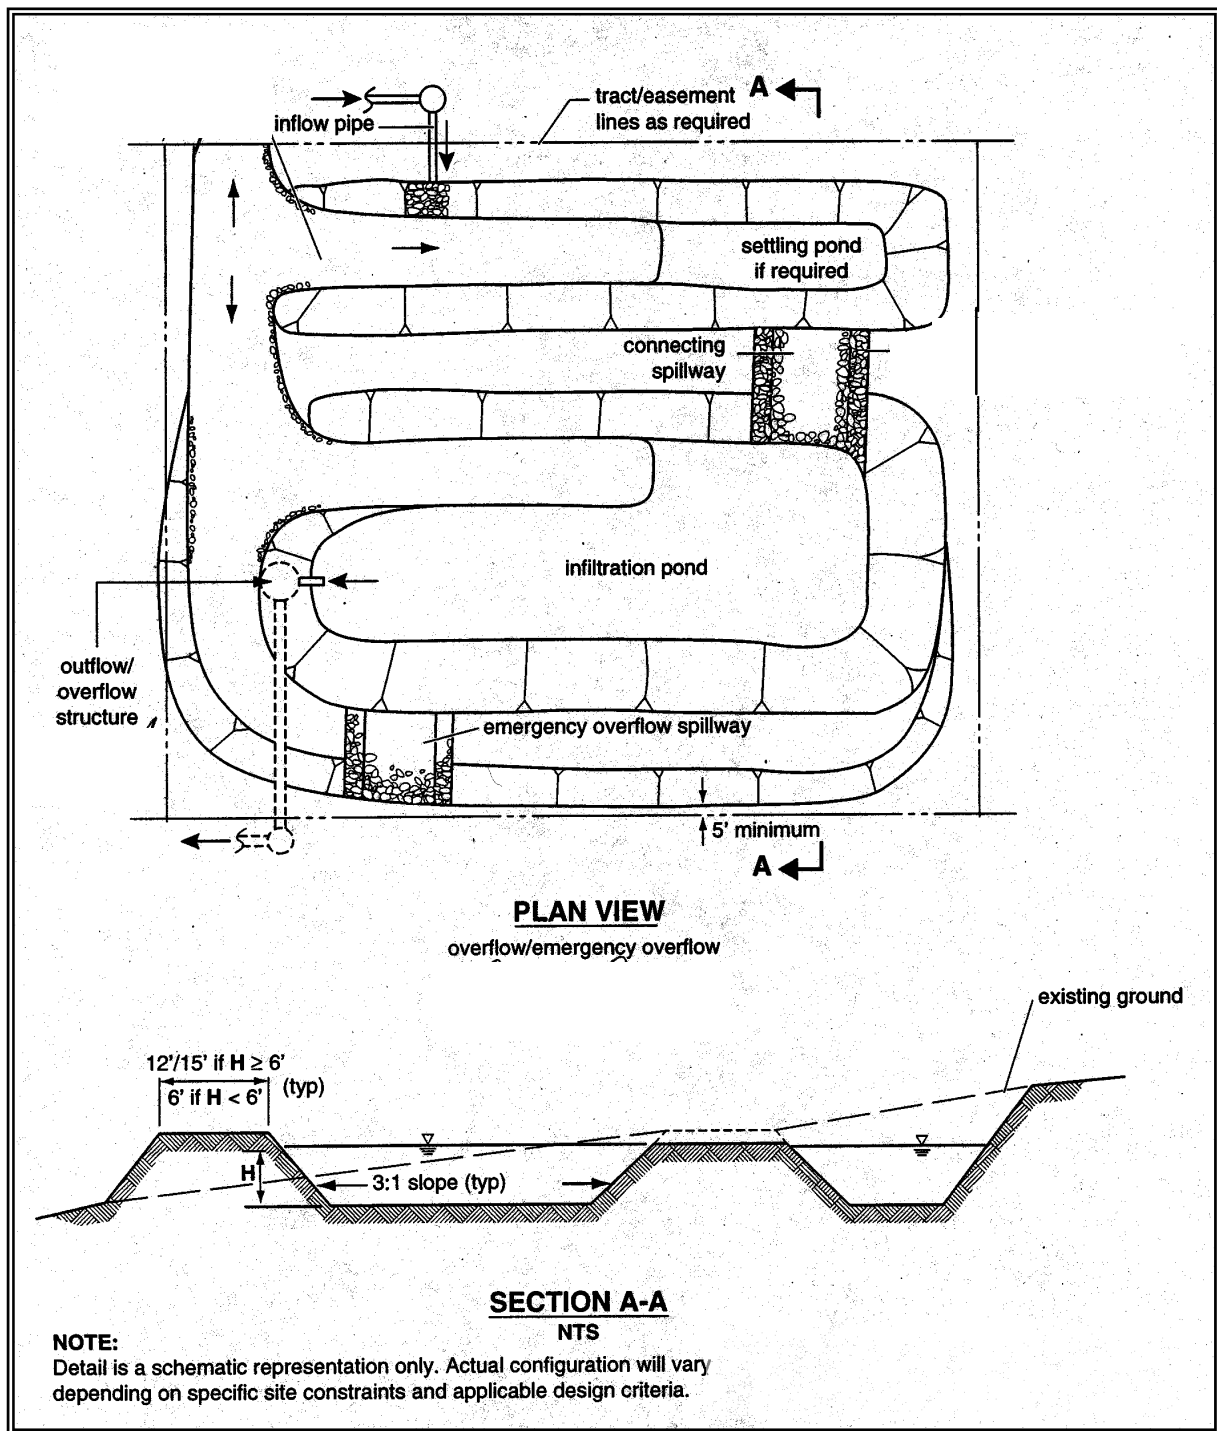 A
tract/easement
lines as required
inflow pipe
settling pond
if required
connecting
spillway
infiltration pond
outflow/
overflow
structure
emergency overflow spillway
5' minimum
A
PLAN VIEW
overflow/emergency overflow
existing ground
12'/15' if H ≥ 6'
(typ)
6' if H < 6'
H
3:1 slope (typ)
SECTION A-A
NTS
NOTE:
Detail is a schematic representation only. Actual configuration will vary
depending on specific site constraints and applicable design criteria.